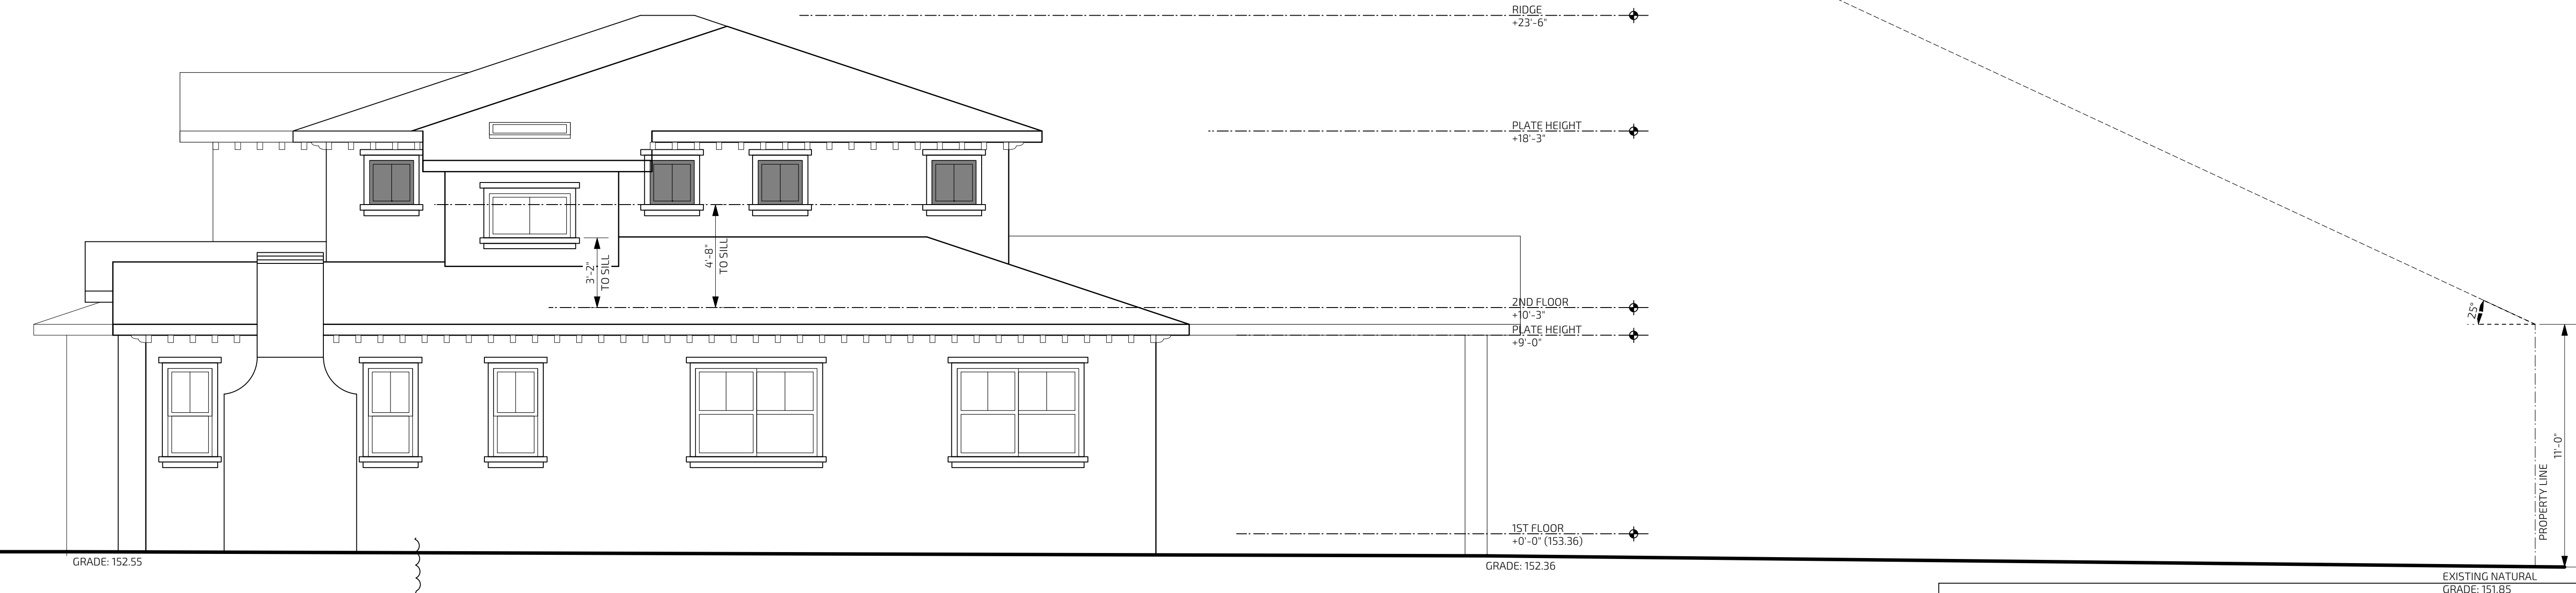 RIDGE
+23'-6"
PLATE HEIGHT
+18'-3"
4'-8"
TO SILL
3'-2"
TO SILL
2ND FLOOR
+10'-3"
PLATE HEIGHT
+9'-0"
25°
11'-0"
PROPERTY LINE
1ST FLOOR
+0'-0" (153.36)
GRADE: 152.55
GRADE: 152.36
EXISTING NATURAL
GRADE: 151.85